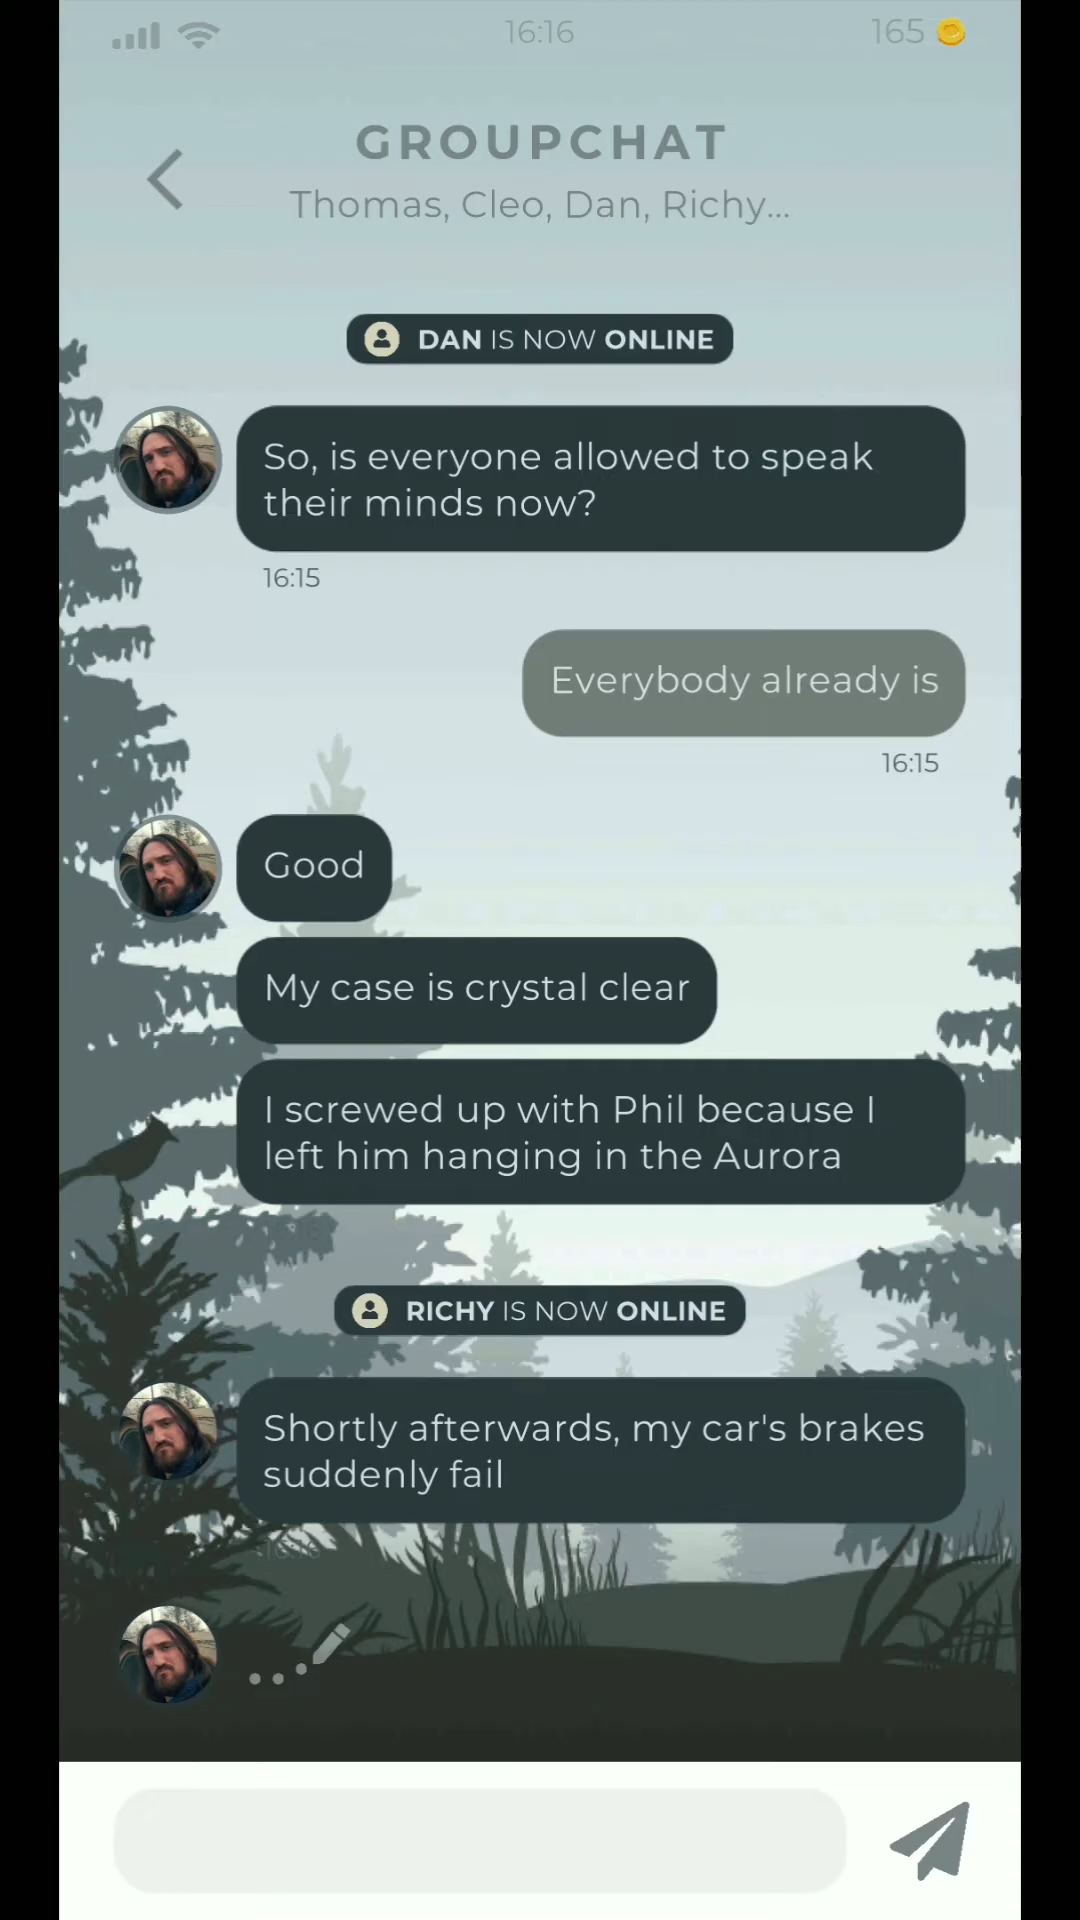 16:16
165
GROUPCHAT
Thomas, Cleo, Dan, Richy...
DAN IS NOW ONLINE
So, is everyone allowed to speak
their minds now?
16:15
Everybody already is
16:15
Good
My case is crystal clear
I screwed up with Phil because I
left him hanging in the Aurora
RICHY IS NOW ONLINE
Shortly afterwards, my car's brakes
suddenly fail
16:16